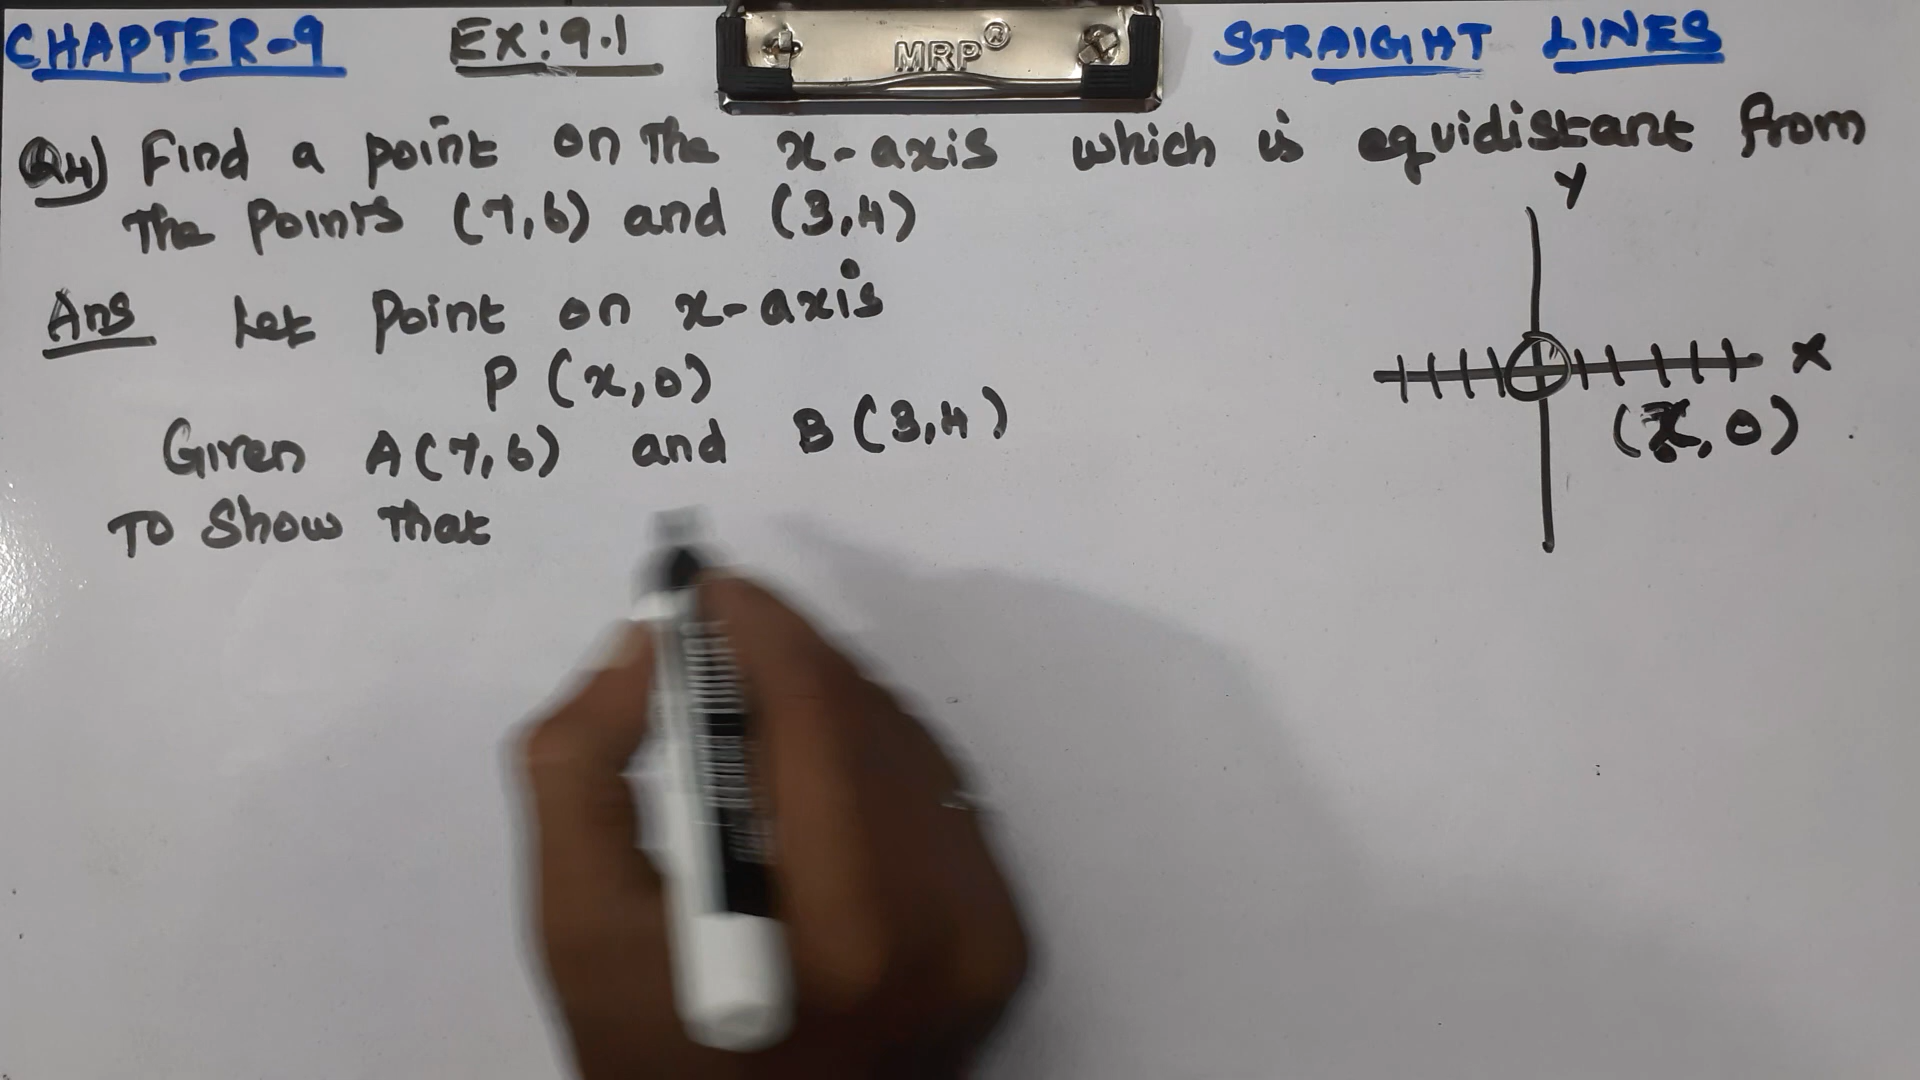 CHAPTER-9 EX:9.1 MRP® STRAIGHT LINES
Q4) Find a point on The x-axis which is equidistant from
The Points (7,6) and (3,4)
Y
Ans Let Point on x-axis
X
P (x,0)
(x,0)
Given A(7,6) and B(3,4)
To Show That